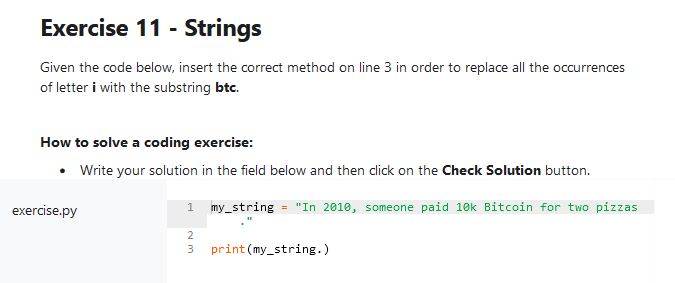 Exercise 11 - Strings
Given the code below, insert the correct method on line 3 in order to replace all the occurrences
of letter i with the substring btc.
How to solve a coding exercise:
• Write your solution in the field below and then click on the Check Solution button.
exercise.py
1 my_string = "In 2010, someone paid 10k Bitcoin for two pizzas
."
2
3 print(my_string.)